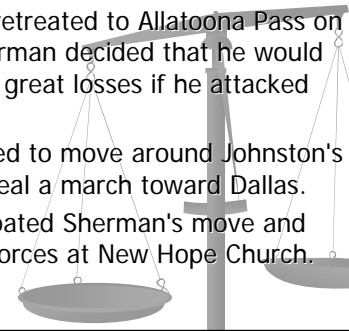 retreated to Allatoona Pass on
rman decided that he would
great losses if he attacked
ed to move around Johnston's
eal a march toward Dallas.
pated Sherman's move and
orces at New Hope Church.